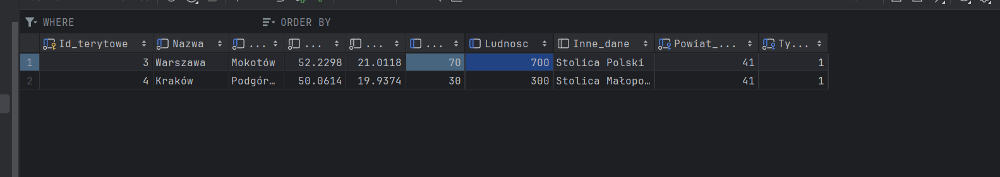 WHERE ORDER BY
Id_terytowe Nazwa ... ... ... ... Ludnosc Inne_dane Powiat_... Ty...
1 3 Warszawa Mokotów 52.2298 21.0118 70 700 Stolica Polski 41 1
2 4 Kraków Podgór… 50.0614 19.9374 30 300 Stolica Małopo… 41 1